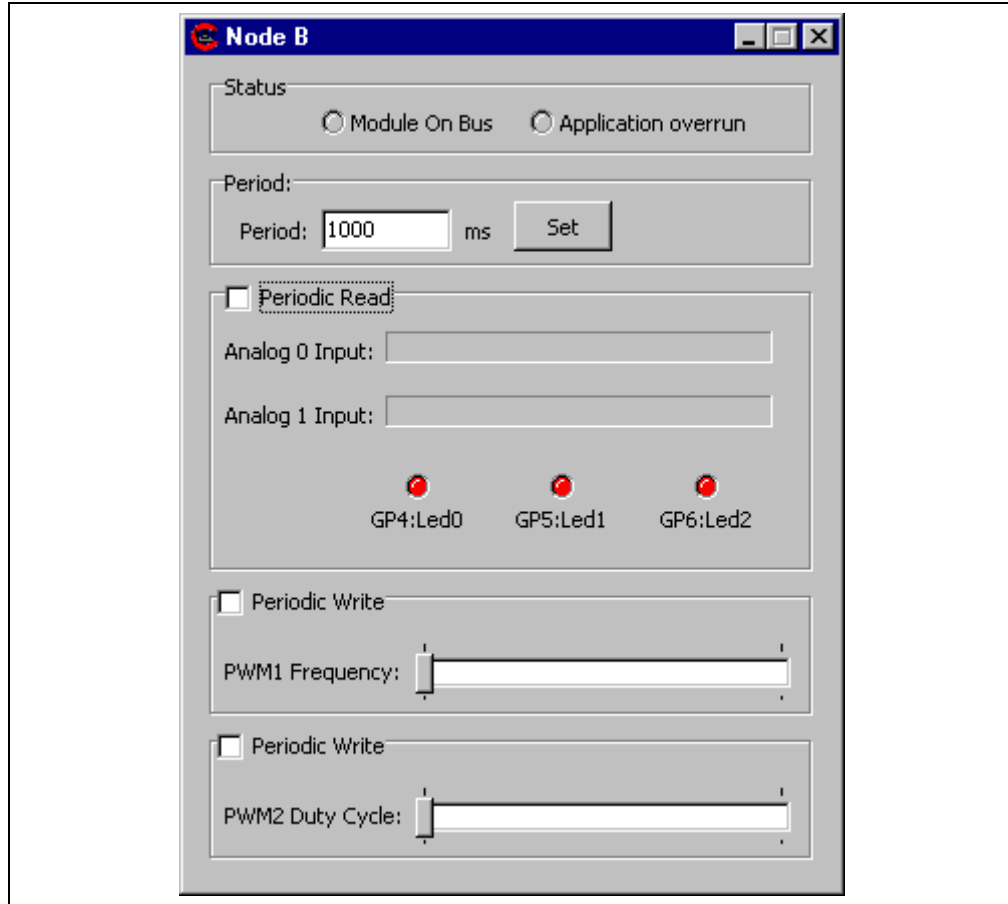 Node B
Status
Module On Bus Application overrun
Period:
Period: 1000 ms Set
Periodic Read
Analog 0 Input:
Analog 1 Input:
GP4:Led0 GP5:Led1 GP6:Led2
Periodic Write
PWM1 Frequency:
Periodic Write
PWM2 Duty Cycle: